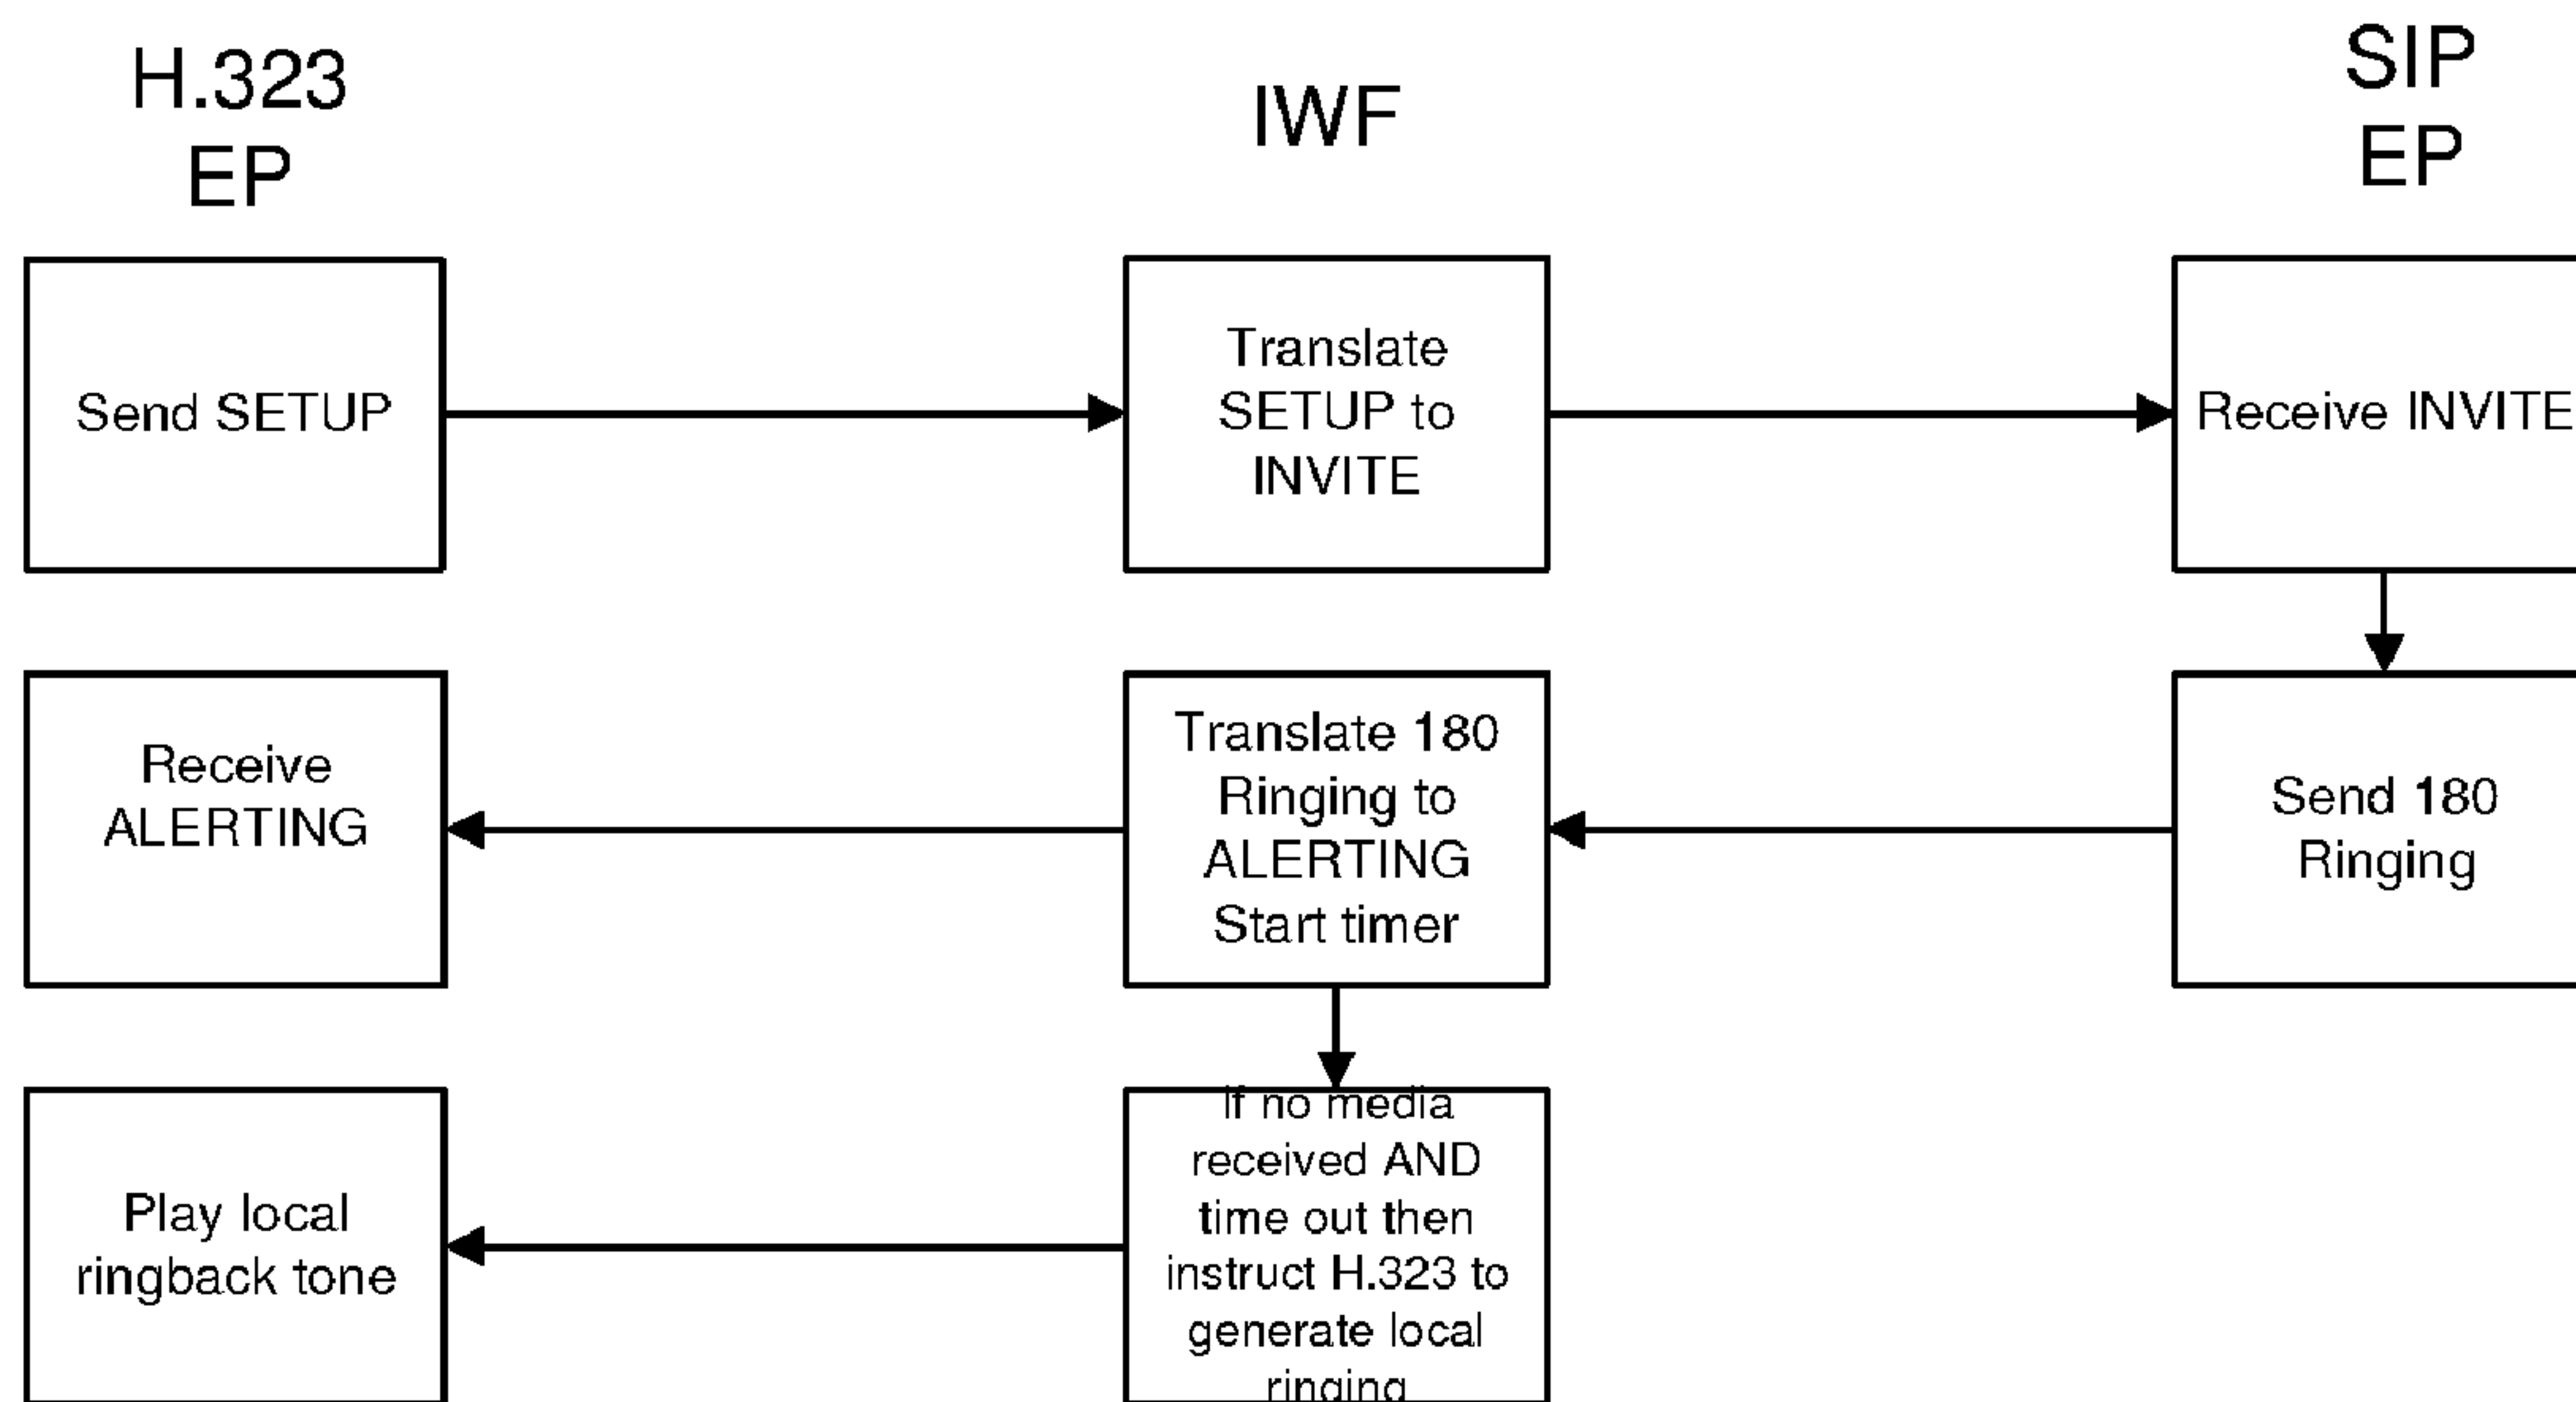 H.323
EP
IWF
SIP
EP
Send SETUP
Translate
SETUP to
INVITE
Receive INVITE
Receive
ALERTING
Translate 180
Ringing to
ALERTING
Start timer
Send 180
Ringing
Play local
ringback tone
If no media
received AND
time out then
instruct H.323 to
generate local
ringing